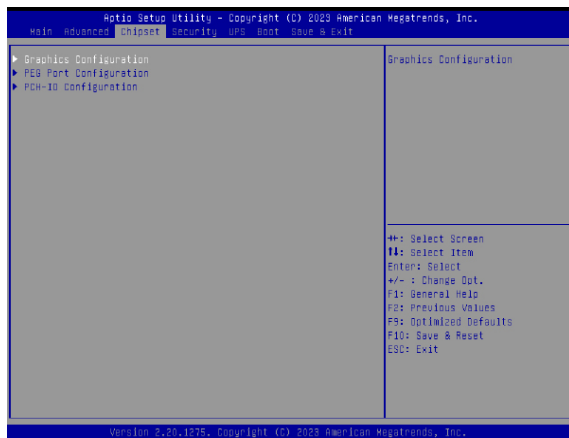 Aptio Setup Utility – Copyright (C) 2023 American Megatrends, Inc.
Main Advanced Chipset Security UPS Boot Save & Exit
Graphics Configuration
PEG Port Configuration
PCH-IO Configuration
Graphics Configuration
→←: Select Screen
↑↓: Select Item
Enter: Select
+/- : Change Opt.
F1: General Help
F2: Previous Values
F9: Optimized Defaults
F10: Save & Reset
ESC: Exit
Version 2.20.1275. Copyright (C) 2023 American Megatrends, Inc.